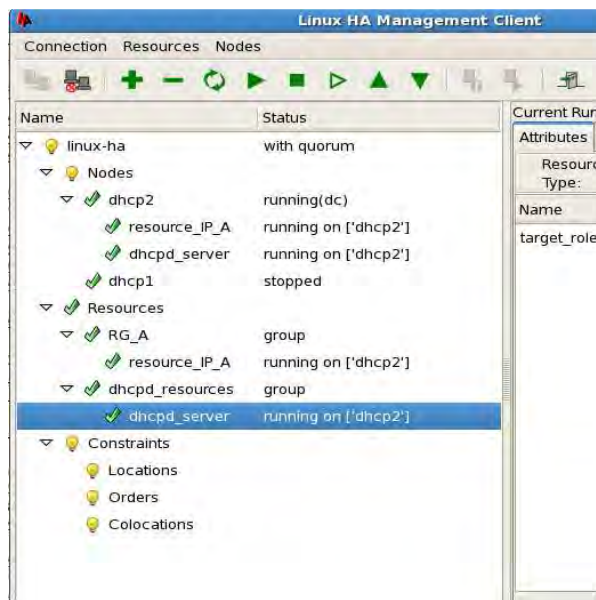 Linux HA Management Client
Connection Resources Nodes
Name Status
linux-ha with quorum
Nodes
dhcp2 running(dc)
resource_IP_A running on ['dhcp2']
dhcpd_server running on ['dhcp2']
dhcp1 stopped
Resources
RG_A group
resource_IP_A running on ['dhcp2']
dhcpd_resources group
dhcpd_server running on ['dhcp2']
Constraints
Locations
Orders
Colocations
Current Run
Attributes
Resourc
Type:
Name
target_role